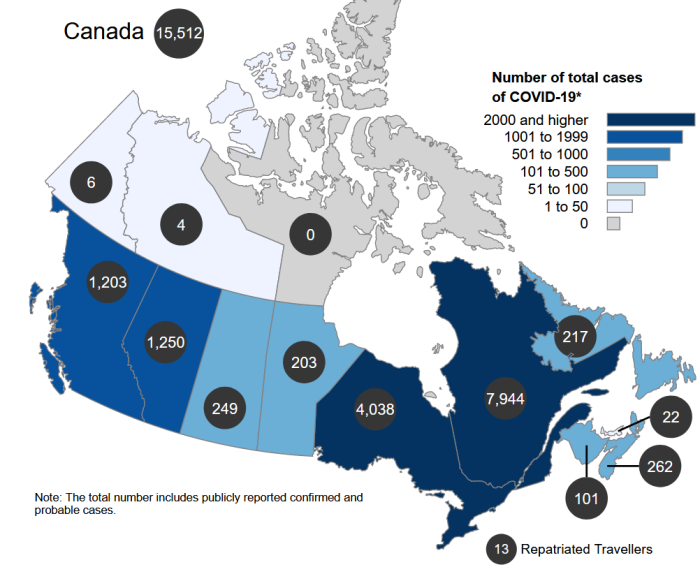 Canada 15,512
Number of total cases
of COVID-19*
2000 and higher
1001 to 1999
501 to 1000
101 to 500
51 to 100
1 to 50
0
6
4
0
1,203
1,250
249
203
4,038
7,944
217
22
262
101
Note: The total number includes publicly reported confirmed and
probable cases.
13 Repatriated Travellers